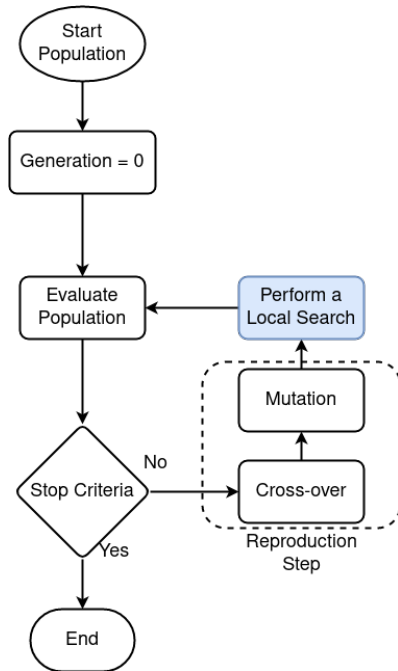 Start
Population
Generation = 0
Evaluate
Population
Perform a
Local Search
Mutation
No
Stop Criteria
Cross-over
Yes
Reproduction
Step
End